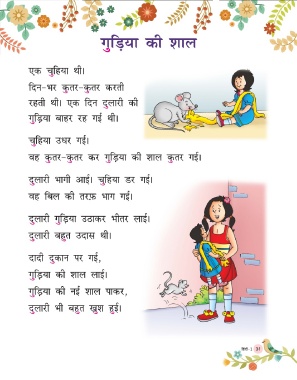 गुड़िया की शाल
एक चुहिया थी।
दिन-भर कुतर-कुतर करती
रहती थी। एक दिन दुलारी की
गुड़िया बाहर रह गई थी।
चुहिया उधर गई।
वह कुतर-कुतर कर गुड़िया की शाल कुतर गई।
दुलारी भागी आई। चुहिया डर गई।
वह बिल की तरफ़ भाग गई।
दुलारी गुड़िया उठाकर भीतर लाई।
दुलारी बहुत उदास थी।
दादी दुकान पर गई,
गुड़िया की शाल लाई।
गुड़िया की नई शाल पाकर,
दुलारी भी बहुत खुश हुई।